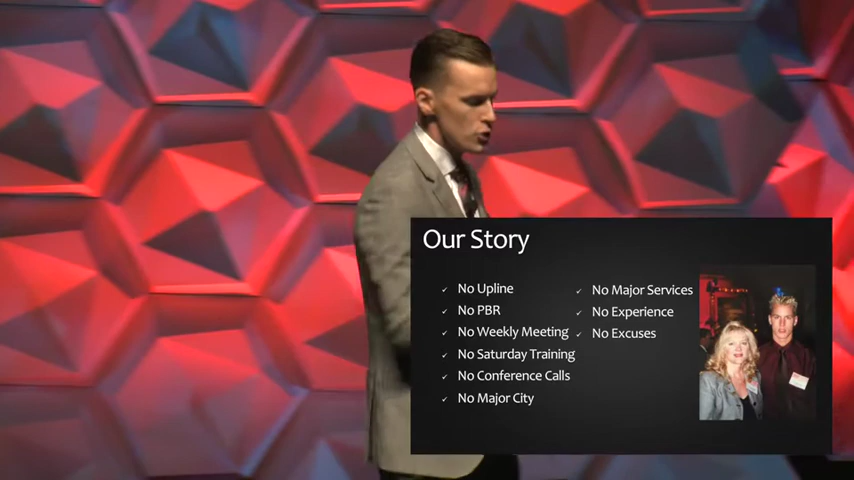 Our Story
No Upline
No PBR
No Weekly Meeting
No Saturday Training
No Conference Calls
No Major City
No Major Services
No Experience
No Excuses